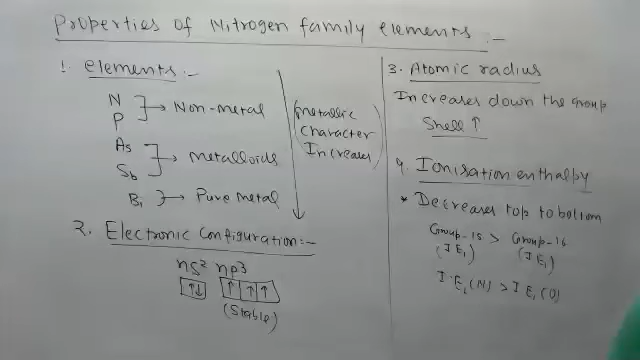 Properties of Nitrogen family elements :-
1. elements :-
N
P
Non-metal
As
Sb
metalloids
Bi
Pure metal
(metallic
character
Increases)
2. Electronic Configuration :-
ns² np³
↑↓ ↑ ↑ ↑
(Stable)
3. Atomic radius
Increases down the group
Shell ↑
4. Ionisation enthalpy
* Decreases top to bottom
Group-15 > Group-16
(IE₁) (IE₁)
I.E₁(N) > I E₁(O)